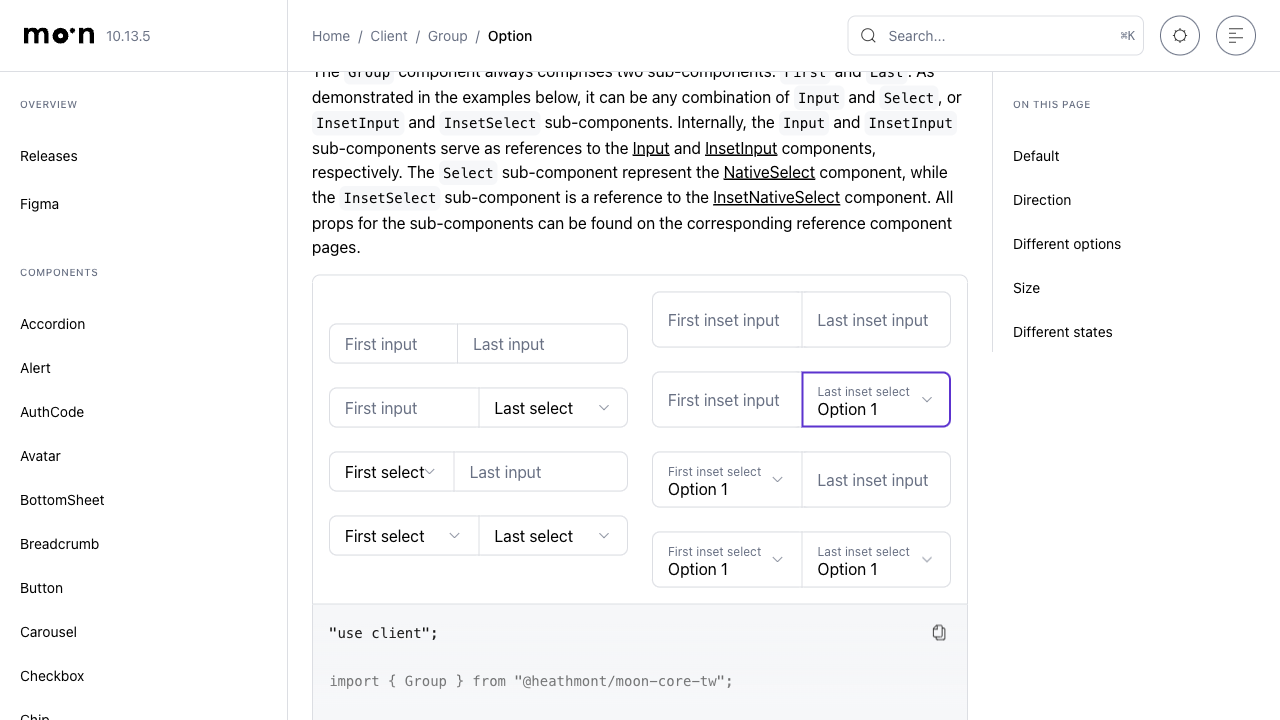 moon 10.13.5
Home / Client / Group / Option
Search... ⌘K
OVERVIEW
Releases
Figma
COMPONENTS
Accordion
Alert
AuthCode
Avatar
BottomSheet
Breadcrumb
Button
Carousel
Checkbox
Chip
The Group component always comprises two sub-components: First and Last. As
demonstrated in the examples below, it can be any combination of Input and Select, or
InsetInput and InsetSelect sub-components. Internally, the Input and InsetInput
sub-components serve as references to the Input and InsetInput components,
respectively. The Select sub-component represent the NativeSelect component, while
the InsetSelect sub-component is a reference to the InsetNativeSelect component. All
props for the sub-components can be found on the corresponding reference component
pages.
First input Last input
First input Last select
First select Last input
First select Last select
First inset input Last inset input
First inset input Last inset select
Option 1
First inset select
Option 1 Last inset input
First inset select Last inset select
Option 1 Option 1
"use client";
import { Group } from "@heathmont/moon-core-tw";
ON THIS PAGE
Default
Direction
Different options
Size
Different states